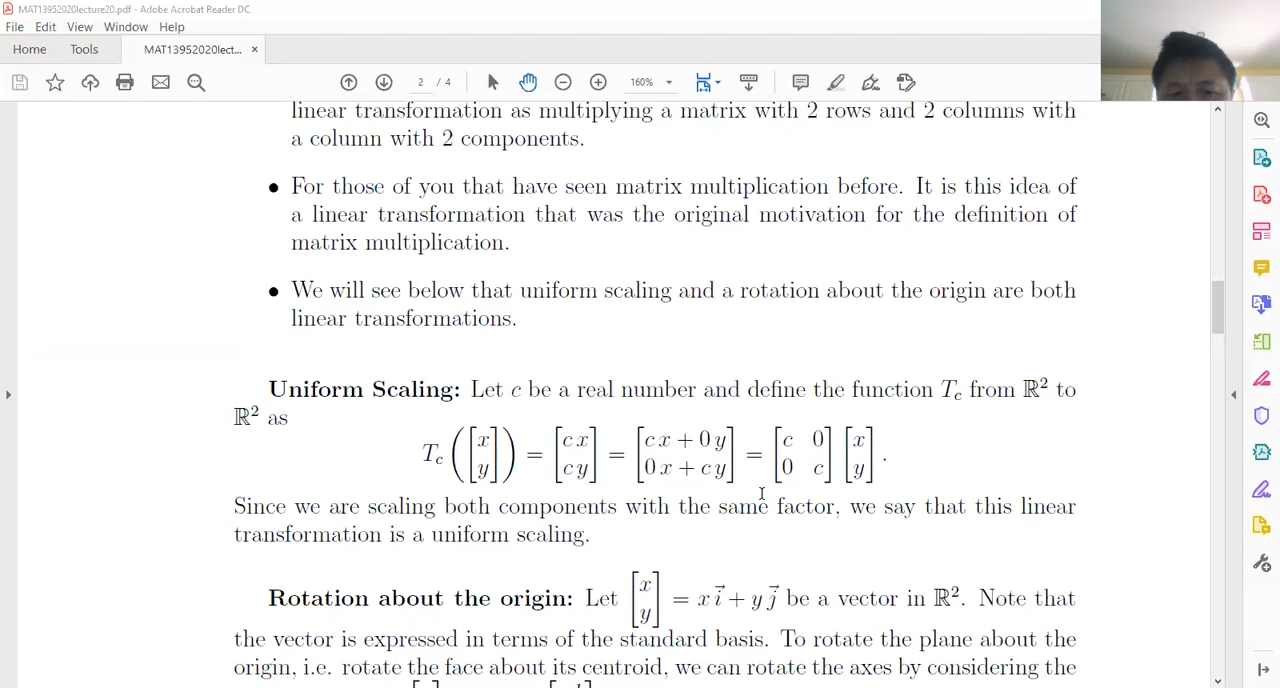 MAT13952020lecture20.pdf - Adobe Acrobat Reader DC
File Edit View Window Help
Home Tools MAT13952020lect... ×
2 / 4 160%
linear transformation as multiplying a matrix with 2 rows and 2 columns with
a column with 2 components.
• For those of you that have seen matrix multiplication before. It is this idea of
a linear transformation that was the original motivation for the definition of
matrix multiplication.
• We will see below that uniform scaling and a rotation about the origin are both
linear transformations.
Uniform Scaling: Let c be a real number and define the function T_c from ℝ² to
ℝ² as
T_c ([x y]) = [c x c y] = [c x + 0 y 0 x + c y] = [c 0 0 c] [x y] .
Since we are scaling both components with the same factor, we say that this linear
transformation is a uniform scaling.
Rotation about the origin: Let [x y] = x i⃗ + y j⃗ be a vector in ℝ². Note that
the vector is expressed in terms of the standard basis. To rotate the plane about the
origin, i.e. rotate the face about its centroid, we can rotate the axes by considering the